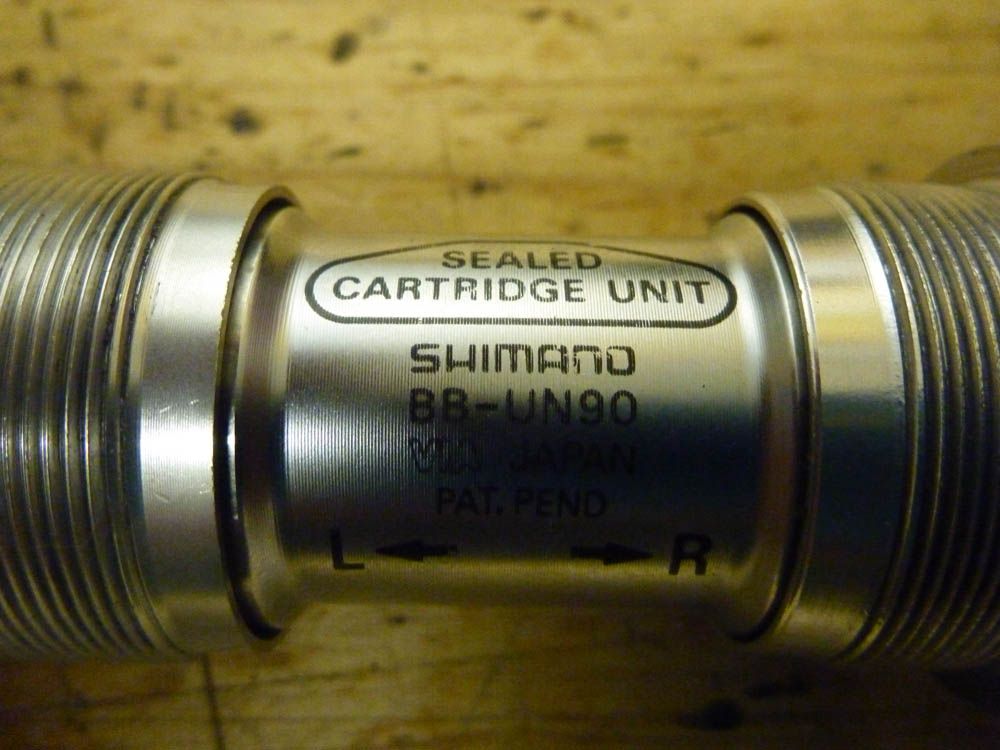 SEALED
CARTRIDGE UNIT
SHIMANO
BB-UN90
JAPAN
PAT. PEND
L R